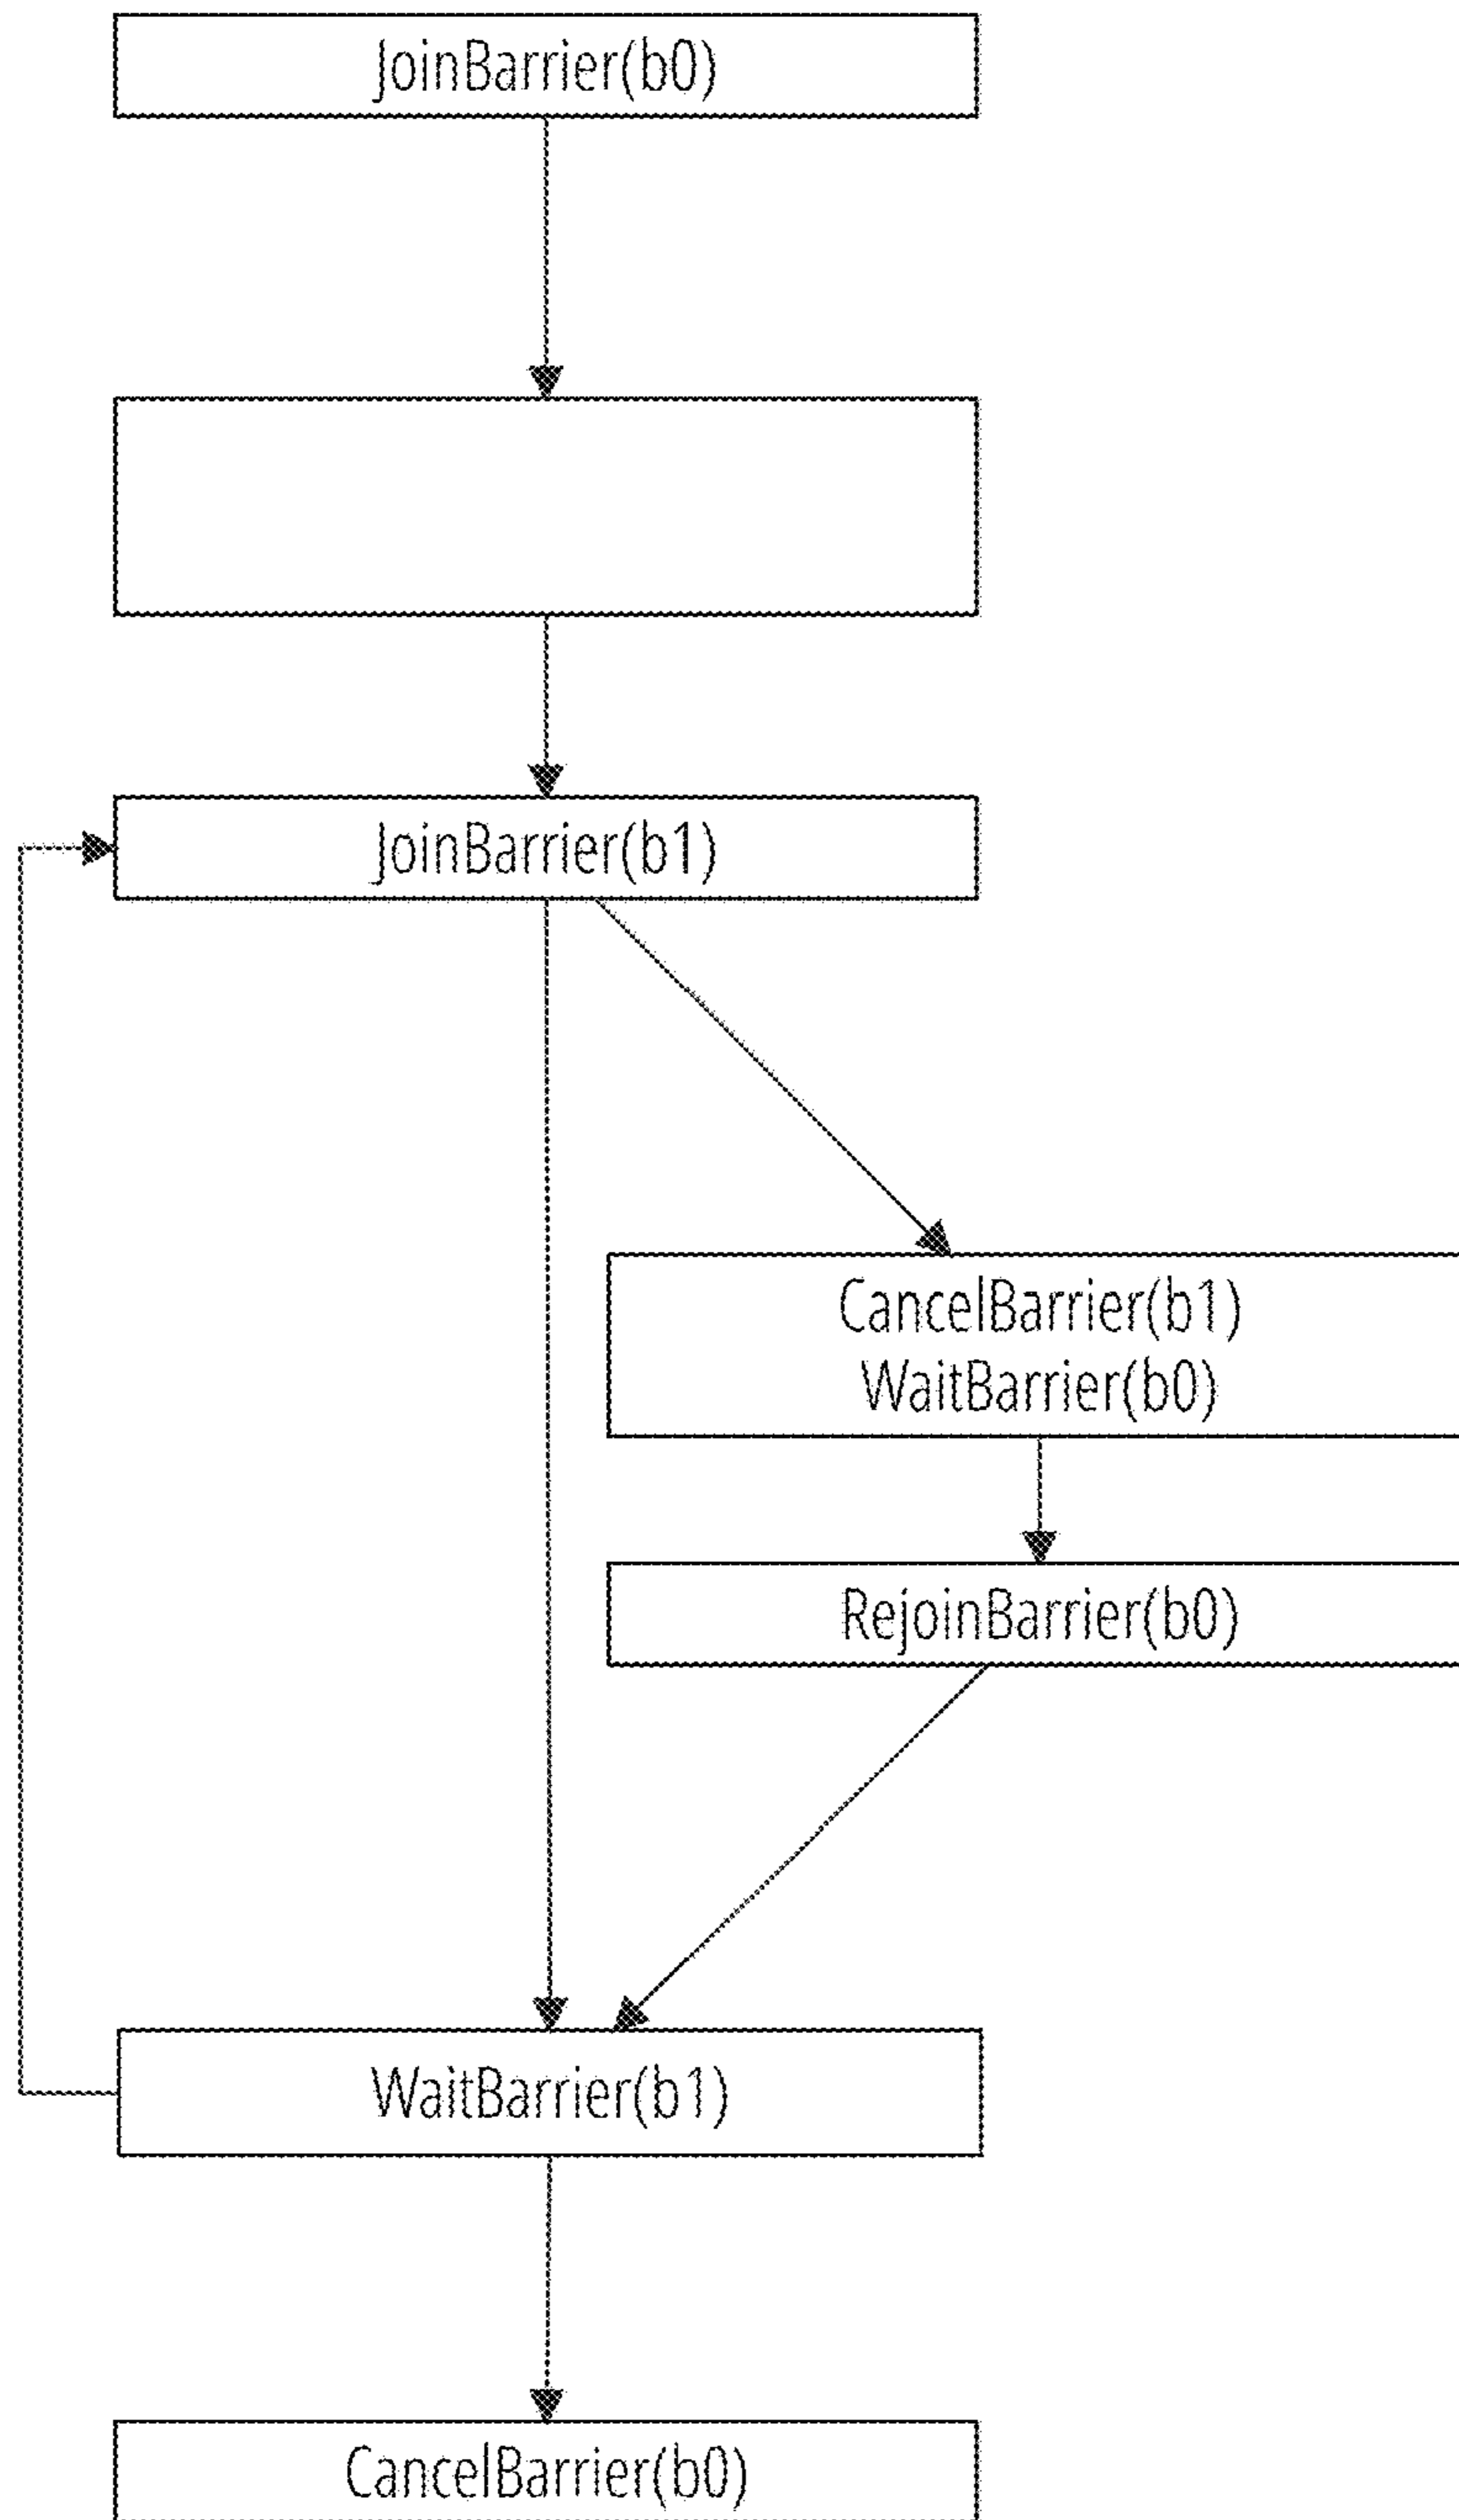 JoinBarrier(b0)
JoinBarrier(b1)
CancelBarrier(b1)
WaitBarrier(b0)
RejoinBarrier(b0)
WaitBarrier(b1)
CancelBarrier(b0)